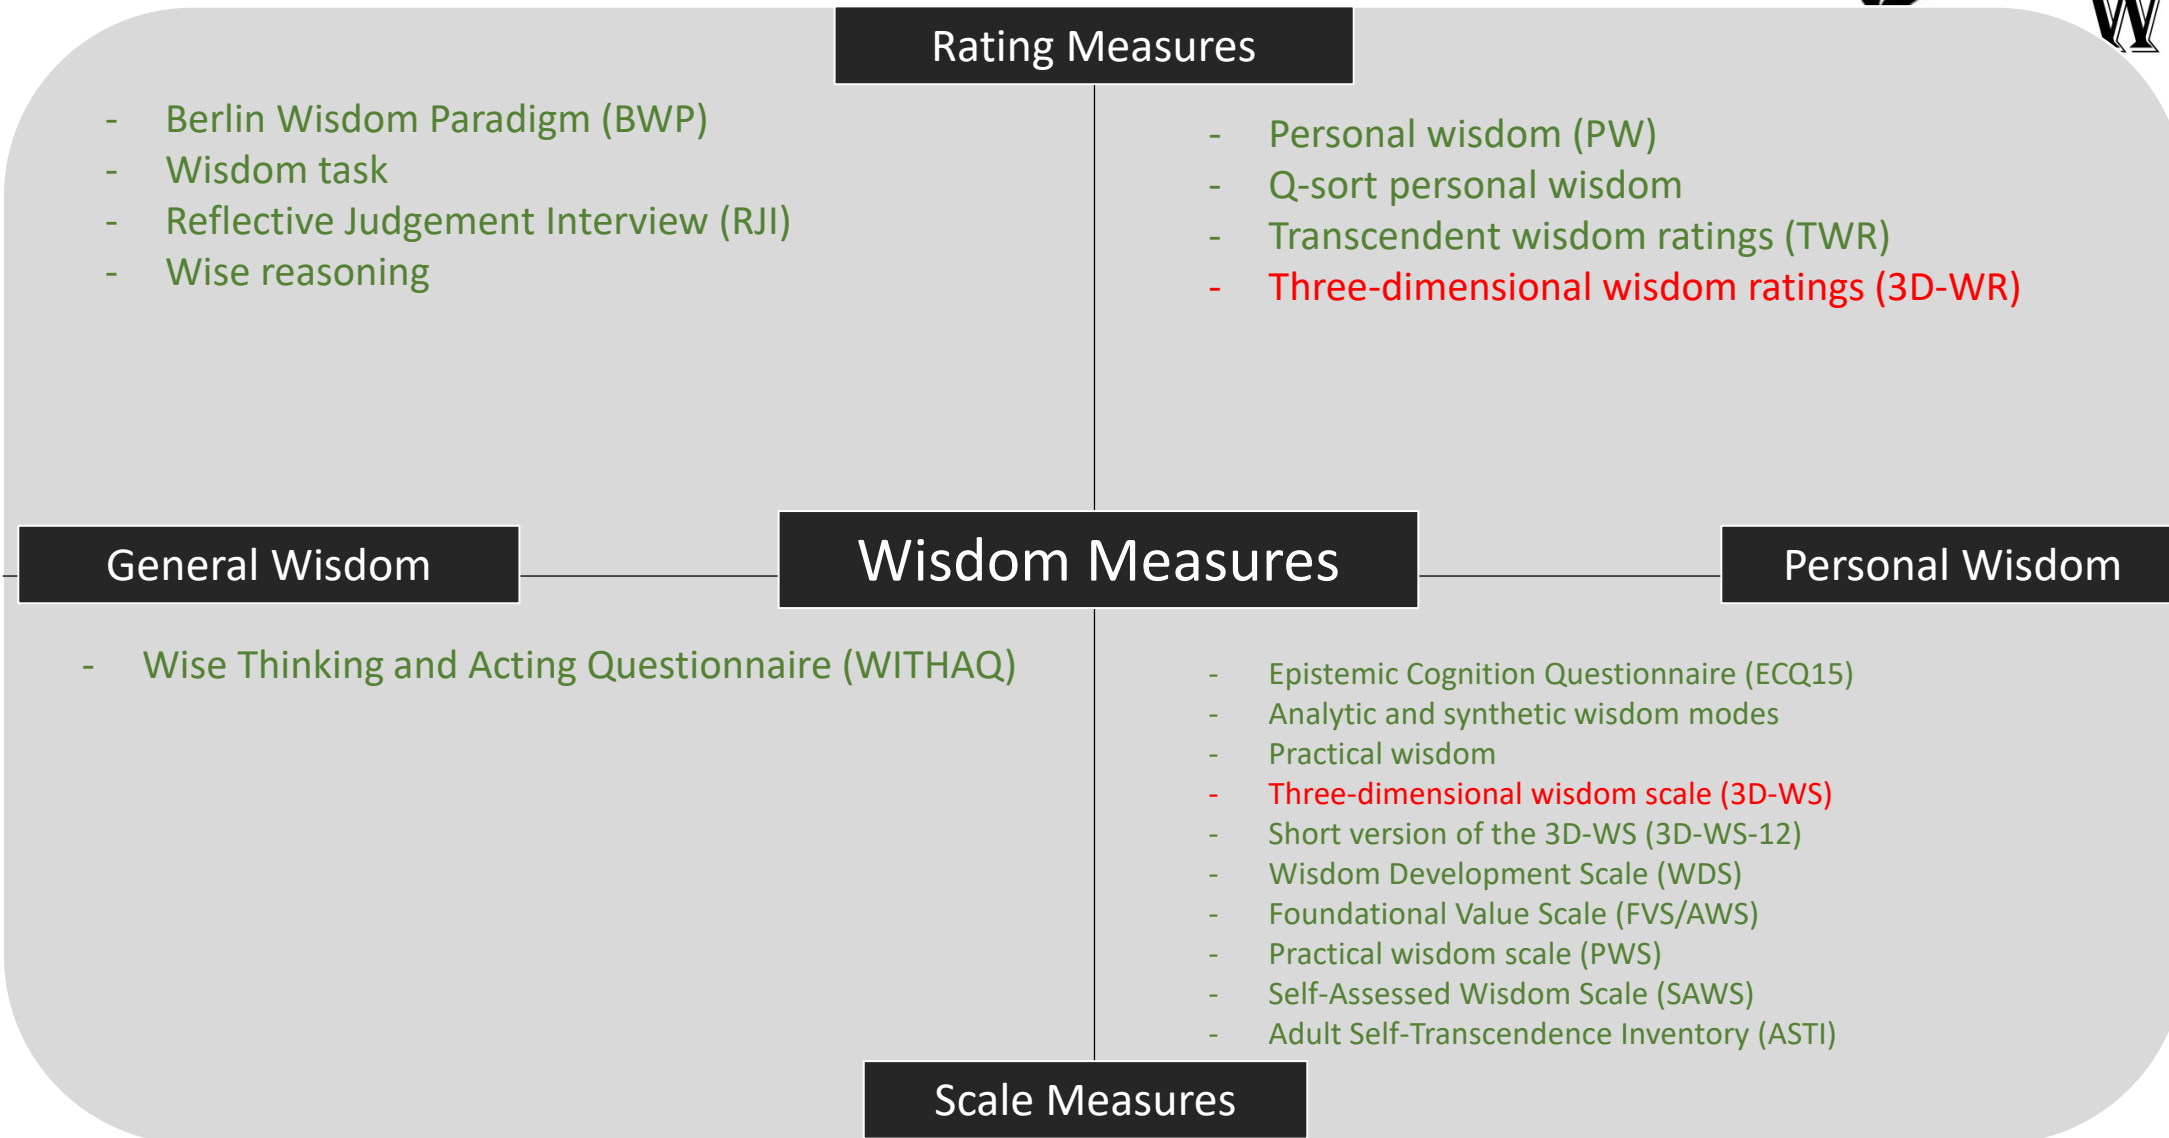 W
Rating Measures
- Berlin Wisdom Paradigm (BWP)
- Wisdom task
- Reflective Judgement Interview (RJI)
- Wise reasoning
- Personal wisdom (PW)
- Q-sort personal wisdom
- Transcendent wisdom ratings (TWR)
- Three-dimensional wisdom ratings (3D-WR)
General Wisdom
Wisdom Measures
Personal Wisdom
- Wise Thinking and Acting Questionnaire (WITHAQ)
- Epistemic Cognition Questionnaire (ECQ15)
- Analytic and synthetic wisdom modes
- Practical wisdom
- Three-dimensional wisdom scale (3D-WS)
- Short version of the 3D-WS (3D-WS-12)
- Wisdom Development Scale (WDS)
- Foundational Value Scale (FVS/AWS)
- Practical wisdom scale (PWS)
- Self-Assessed Wisdom Scale (SAWS)
- Adult Self-Transcendence Inventory (ASTI)
Scale Measures